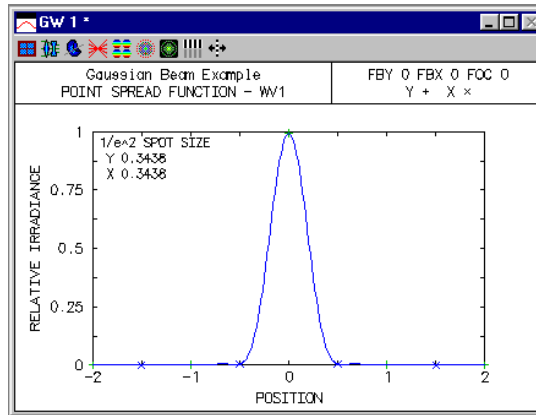 GW 1 *
Gaussian Beam Example
POINT SPREAD FUNCTION - WV1
FBY 0 FBX 0 FOC 0
Y + X ×
1/e^2 SPOT SIZE
Y 0.3438
X 0.3438
RELATIVE IRRADIANCE
1
0.75
0.5
0.25
0
-2
-1
0
1
2
POSITION